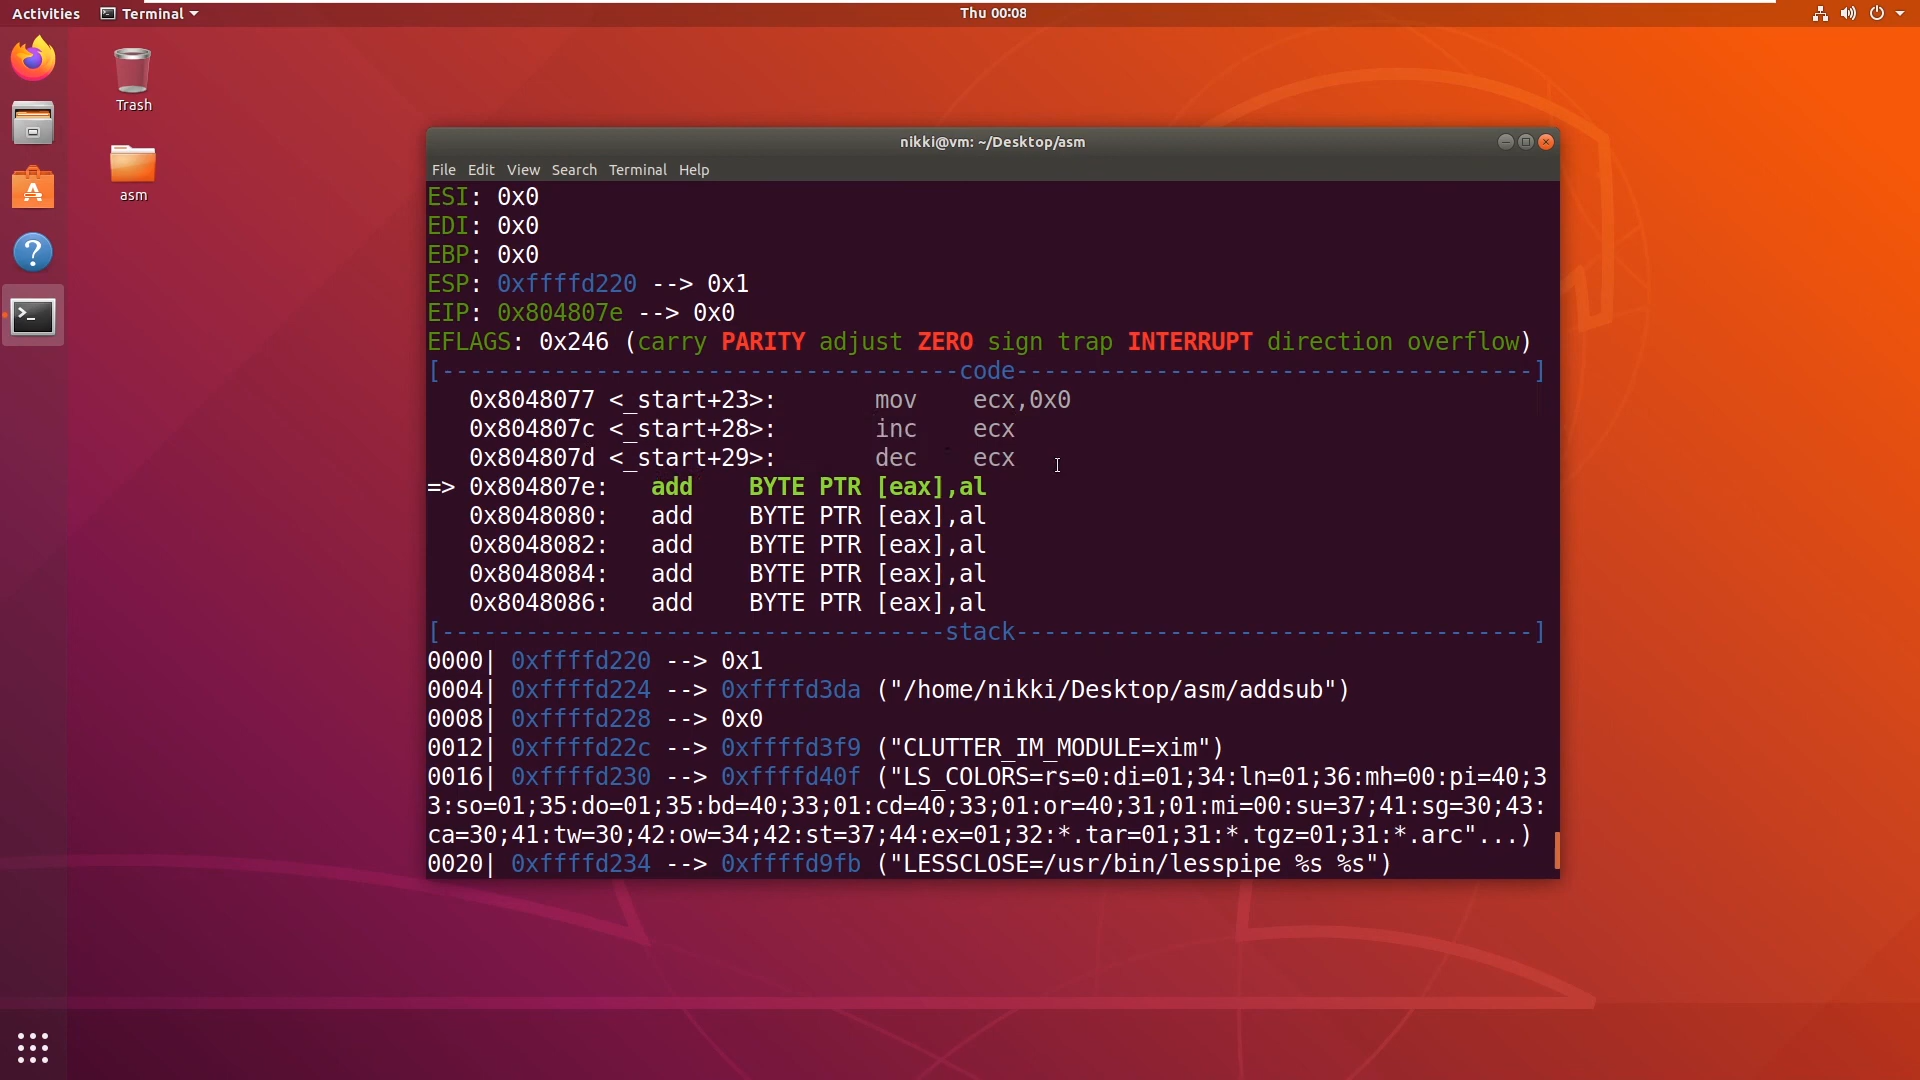 Activities Terminal Thu 00:08
Trash
asm
nikki@vm: ~/Desktop/asm
File Edit View Search Terminal Help
ESI: 0x0
EDI: 0x0
EBP: 0x0
ESP: 0xffffd220 --> 0x1
EIP: 0x804807e --> 0x0
EFLAGS: 0x246 (carry PARITY adjust ZERO sign trap INTERRUPT direction overflow)
[-------------------------------------code-------------------------------------]
0x8048077 <_start+23>: mov ecx,0x0
0x804807c <_start+28>: inc ecx
0x804807d <_start+29>: dec ecx
=> 0x804807e: add BYTE PTR [eax],al
0x8048080: add BYTE PTR [eax],al
0x8048082: add BYTE PTR [eax],al
0x8048084: add BYTE PTR [eax],al
0x8048086: add BYTE PTR [eax],al
[------------------------------------stack-------------------------------------]
0000| 0xffffd220 --> 0x1
0004| 0xffffd224 --> 0xffffd3da ("/home/nikki/Desktop/asm/addsub")
0008| 0xffffd228 --> 0x0
0012| 0xffffd22c --> 0xffffd3f9 ("CLUTTER_IM_MODULE=xim")
0016| 0xffffd230 --> 0xffffd40f ("LS_COLORS=rs=0:di=01;34:ln=01;36:mh=00:pi=40;3
3:so=01;35:do=01;35:bd=40;33;01:cd=40;33;01:or=40;31;01:mi=00:su=37;41:sg=30;43:
ca=30;41:tw=30;42:ow=34;42:st=37;44:ex=01;32:*.tar=01;31:*.tgz=01;31:*.arc"...)
0020| 0xffffd234 --> 0xffffd9fb ("LESSCLOSE=/usr/bin/lesspipe %s %s")